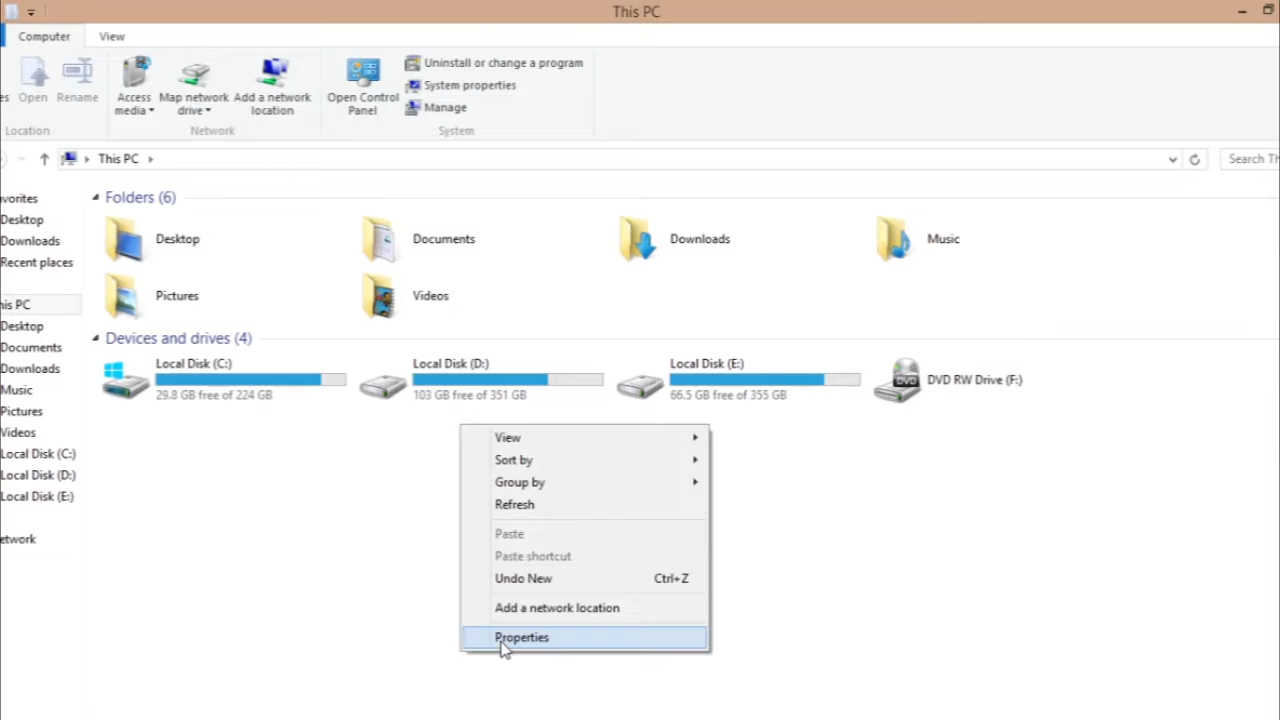 This PC
Computer
View
es
Open
Rename
Access media
Map network drive
Add a network location
Open Control Panel
Uninstall or change a program
System properties
Manage
Location
Network
System
This PC
Search Th
avorites
Desktop
Downloads
Recent places
his PC
Desktop
Documents
Downloads
Music
Pictures
Videos
Local Disk (C:)
Local Disk (D:)
Local Disk (E:)
etwork
Folders (6)
Desktop
Documents
Downloads
Music
Pictures
Videos
Devices and drives (4)
Local Disk (C:)
29.8 GB free of 224 GB
Local Disk (D:)
103 GB free of 351 GB
Local Disk (E:)
66.5 GB free of 355 GB
DVD
DVD RW Drive (F:)
View
Sort by
Group by
Refresh
Paste
Paste shortcut
Undo New Ctrl+Z
Add a network location
Properties